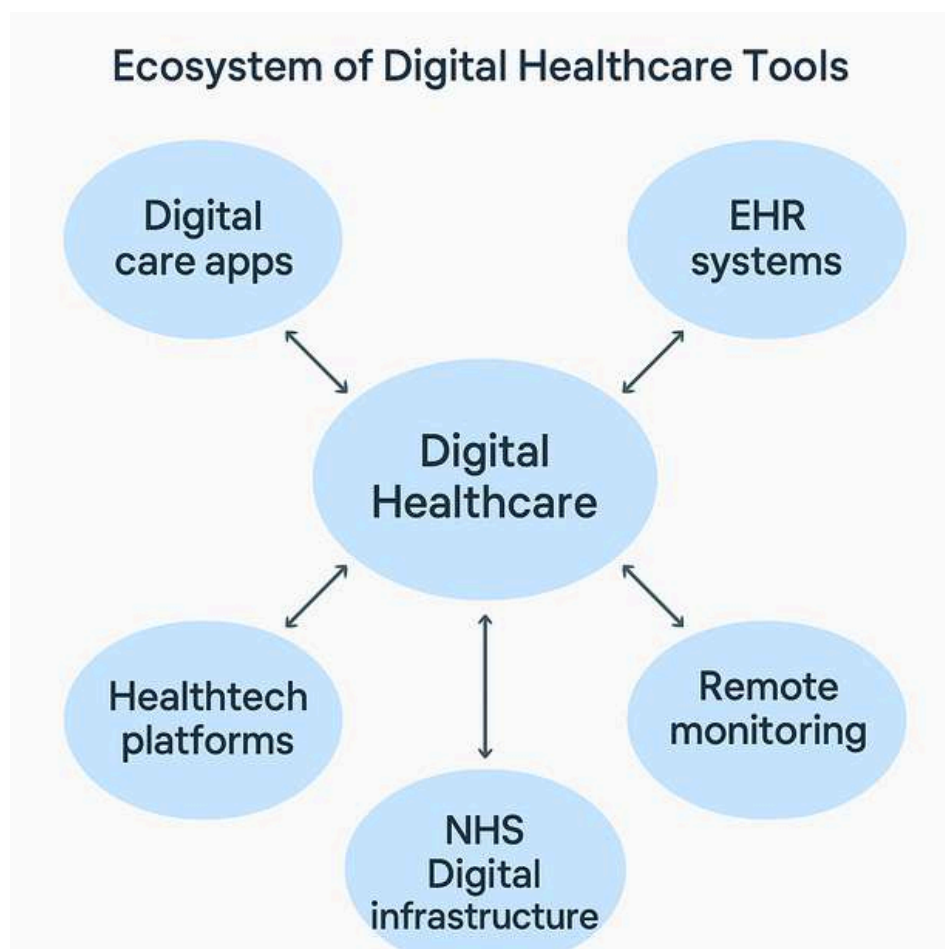 Ecosystem of Digital Healthcare Tools
Digital
care apps
EHR
systems
Digital
Healthcare
Healthtech
platforms
Remote
monitoring
NHS
Digital
infrastructure